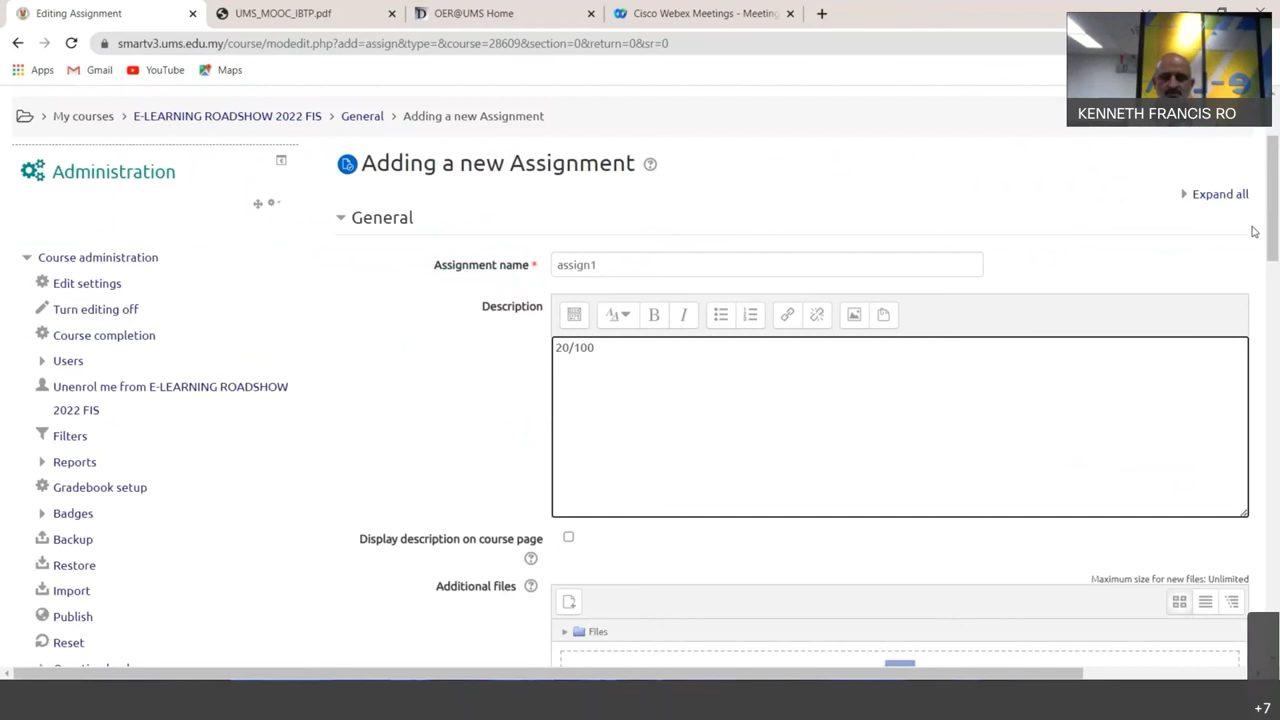 Editing Assignment
UMS_MOOC_IBTP.pdf
OER@UMS Home
Cisco Webex Meetings - Meetin
smartv3.ums.edu.my/course/modedit.php?add=assign&type=&course=28609&section=0&return=0&sr=0
Apps
Gmail
YouTube
Maps
KENNETH FRANCIS RO
My courses > E-LEARNING ROADSHOW 2022 FIS > General > Adding a new Assignment
Administration
Adding a new Assignment
Expand all
General
Course administration
Edit settings
Turn editing off
Course completion
Users
Unenrol me from E-LEARNING ROADSHOW
2022 FIS
Filters
Reports
Gradebook setup
Badges
Backup
Restore
Import
Publish
Reset
Assignment name *
assign1
Description
20/100
Display description on course page
Additional files
Maximum size for new files: Unlimited
Files
+7